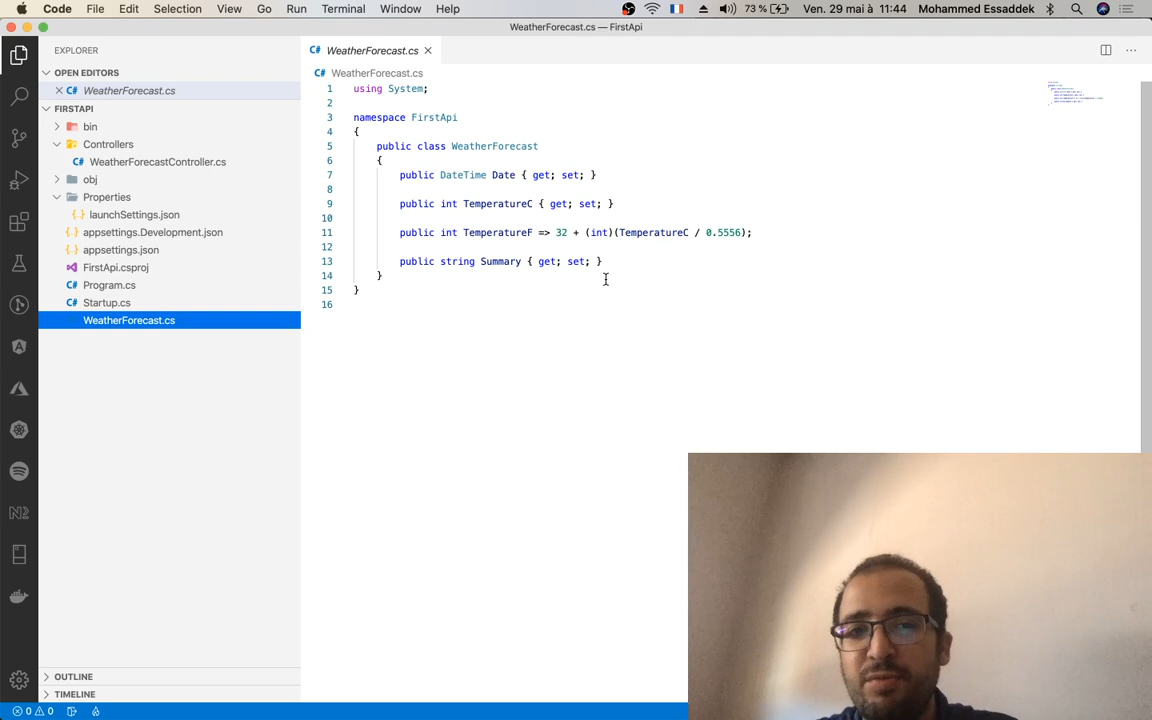 Code File Edit Selection View Go Run Terminal Window Help 73 % Ven. 29 mai à 11:44 Mohammed Essaddek
WeatherForecast.cs — FirstApi
EXPLORER
OPEN EDITORS
C# WeatherForecast.cs
FIRSTAPI
bin
Controllers
C# WeatherForecastController.cs
obj
Properties
{} launchSettings.json
{} appsettings.Development.json
{} appsettings.json
FirstApi.csproj
C# Program.cs
C# Startup.cs
WeatherForecast.cs
OUTLINE
TIMELINE
0 0
C# WeatherForecast.cs
C# WeatherForecast.cs
1 using System;
2
3 namespace FirstApi
4 {
5 public class WeatherForecast
6 {
7 public DateTime Date { get; set; }
8
9 public int TemperatureC { get; set; }
10
11 public int TemperatureF => 32 + (int)(TemperatureC / 0.5556);
12
13 public string Summary { get; set; }
14 }
15 }
16